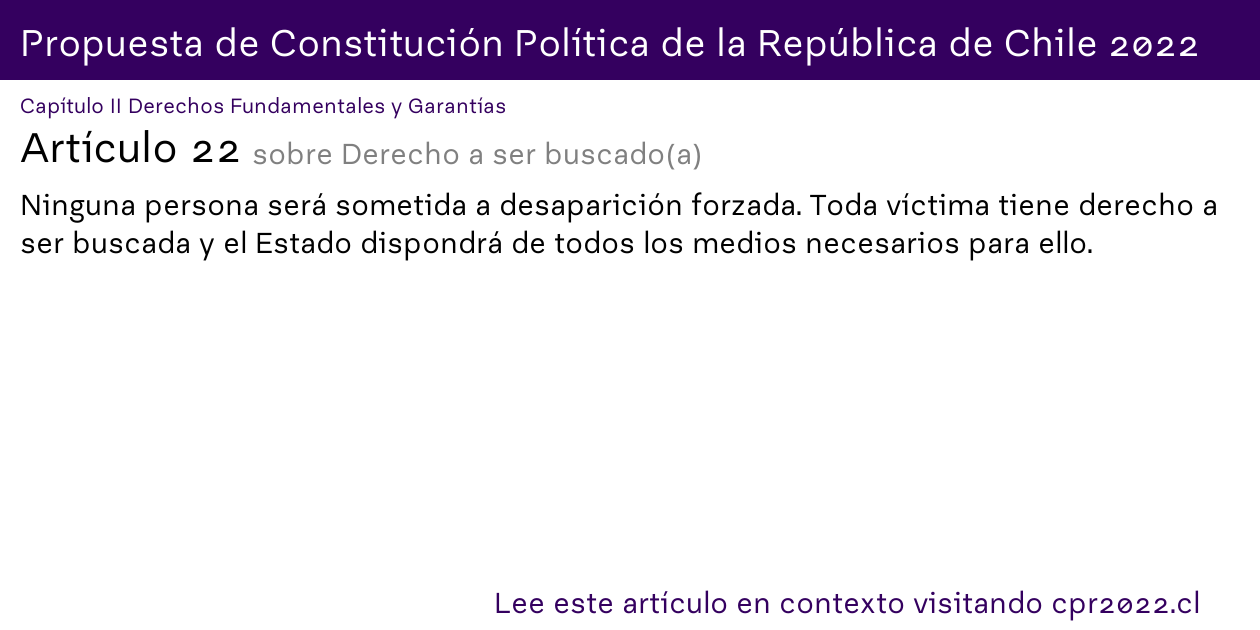 Propuesta de Constitución Política de la República de Chile 2022
Capítulo II Derechos Fundamentales y Garantías
Artículo 22 sobre Derecho a ser buscado(a)
Ninguna persona será sometida a desaparición forzada. Toda víctima tiene derecho a
ser buscada y el Estado dispondrá de todos los medios necesarios para ello.
Lee este artículo en contexto visitando cpr2022.cl